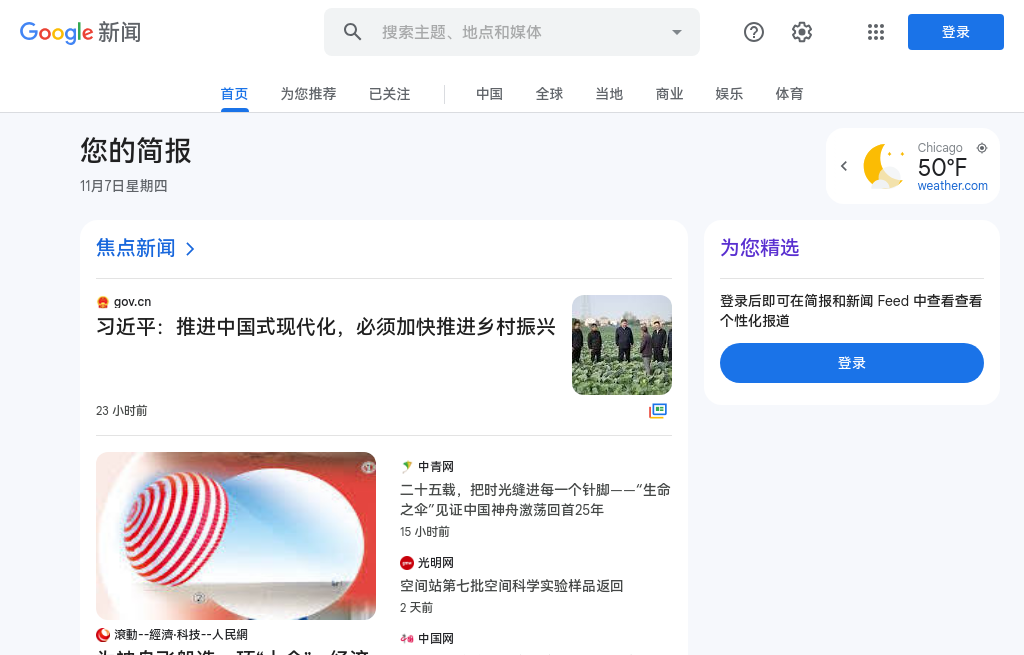 Google 新闻
搜索主题、地点和媒体
登录
首页
为您推荐
已关注
中国
全球
当地
商业
娱乐
体育
您的简报
11月7日星期四
Chicago
50°F
weather.com
焦点新闻
gov.cn
习近平：推进中国式现代化，必须加快推进乡村振兴
23 小时前
为您精选
登录后即可在简报和新闻 Feed 中查看查看
个性化报道
登录
滾動--經濟·科技--人民網
中青网
二十五载，把时光缝进每一个针脚——“生命
之伞”见证中国神舟激荡回首25年
15 小时前
光明网
空间站第七批空间科学实验样品返回
2 天前
中国网